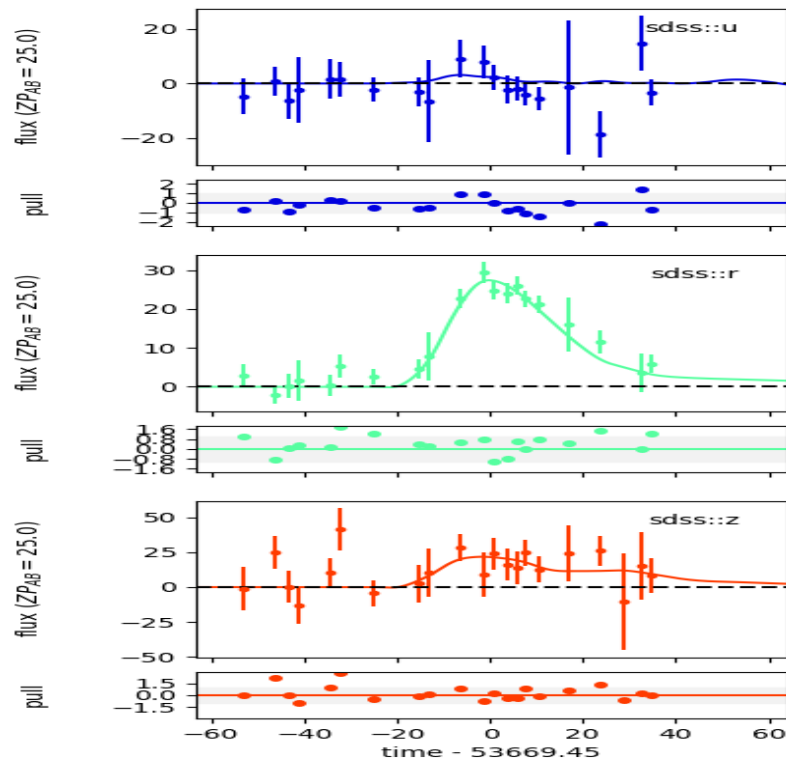 flux (ZP_AB = 25.0)
sdss::u
20
0
−20
pull
2
1
0
−1
−2
flux (ZP_AB = 25.0)
sdss::r
30
20
10
0
pull
1.6
0.8
0.0
−0.8
−1.6
flux (ZP_AB = 25.0)
sdss::z
50
25
0
−25
−50
pull
1.5
0.0
−1.5
−60 −40 −20 0 20 40 60
time - 53669.45